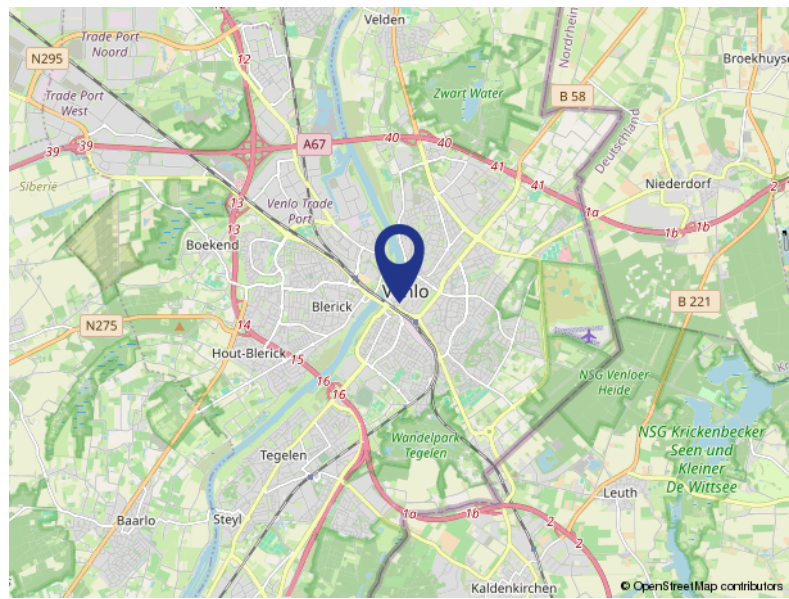 Velden
Trade Port
Noord
N295
12
Broekhuyse
Nordrhein
Zwart Water
B 58
Trade Port
West
39
39
A67
40
40
Deutschland
41
41
Siberië
Niederdorf
2
13
Venlo Trade
Port
1a
1b
1b
13
Boekend
Venlo
B 221
Blerick
N275
14
Hout-Blerick
15
16
16
NSG Venloer
Heide
Wandelpark
Tegelen
NSG Krickenbecker
Seen und
Kleiner
De Wittsee
Tegelen
Leuth
Baarlo
Steyl
1a
1b
2
2
Kaldenkirchen
© OpenStreetMap contributors